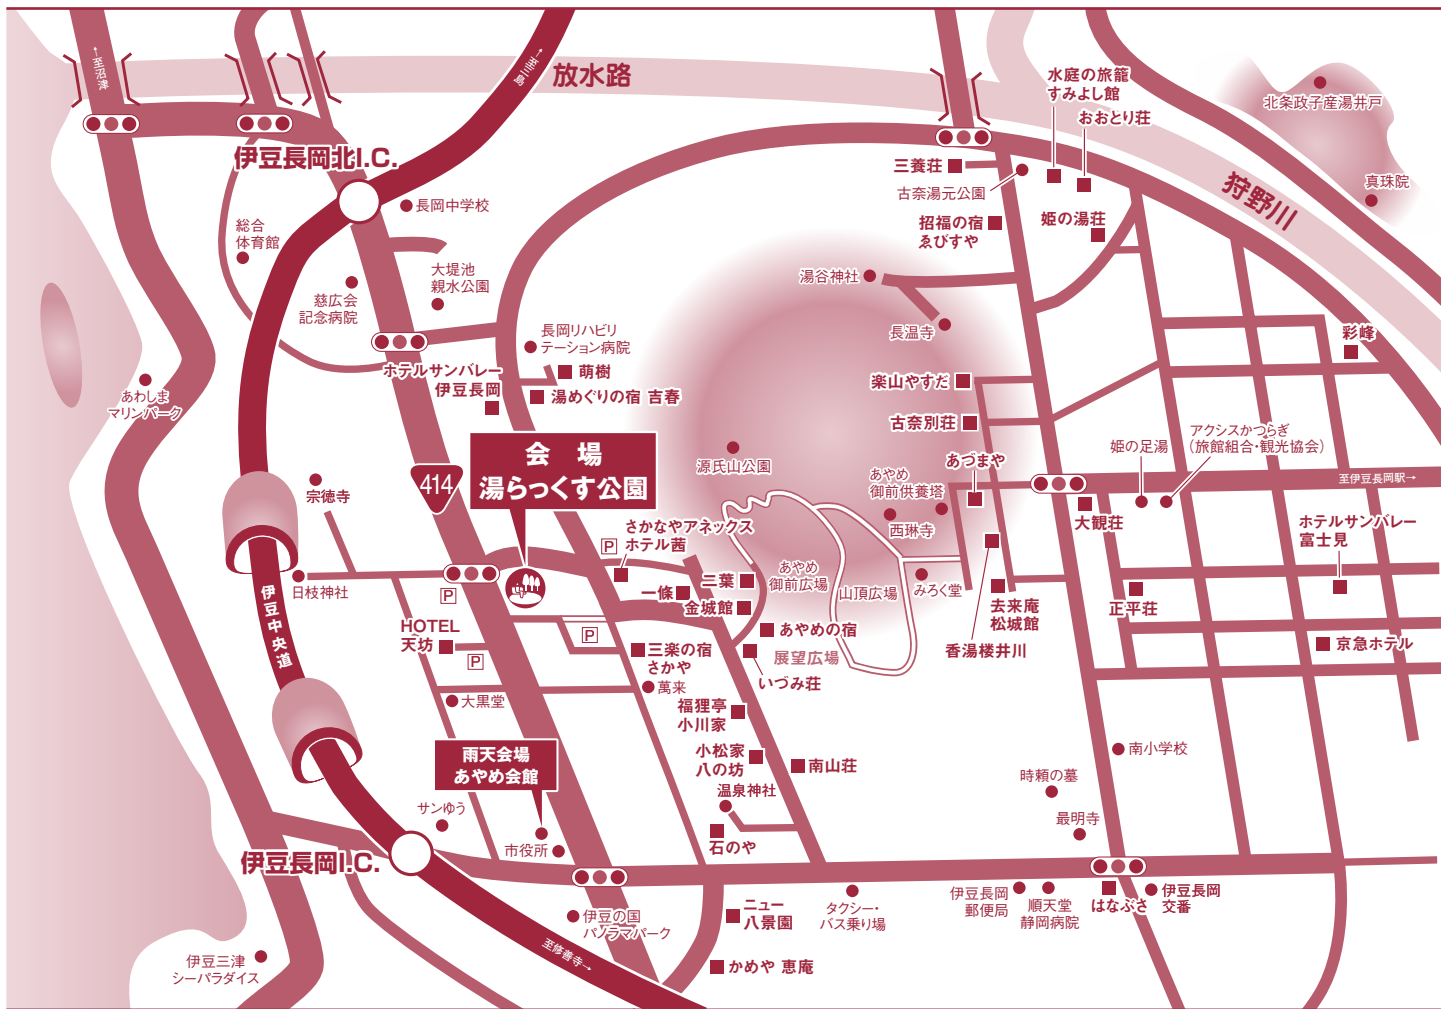 ←至沼津
←至三島
放水路
水庭の旅籠
すみよし館
おおとり荘
北条政子産湯井戸
真珠院
狩野川
伊豆長岡北I.C.
三養荘
古奈湯元公園
招福の宿
ゑびすや
姫の湯荘
長岡中学校
総合
体育館
大堤池
親水公園
慈広会
記念病院
湯谷神社
長温寺
長岡リハビリ
テーション病院
萌樹
ホテルサンバレー
伊豆長岡
湯めぐりの宿 吉春
彩峰
楽山やすだ
古奈別荘
あわしま
マリンパーク
会場
湯らっくす公園
414
源氏山公園
あづまや
あやめ
御前供養塔
西琳寺
姫の足湯
アクシスかつらぎ
(旅館組合・観光協会)
至伊豆長岡駅→
大観荘
ホテルサンバレー
富士見
宗徳寺
さかなやアネックス
ホテル茜
P
日枝神社
P
二葉
一條
金城館
あやめ
御前広場
山頂広場
みろく堂
去来庵
松城館
正平荘
伊豆中央道
HOTEL
天坊
P
P
三楽の宿
さかや
あやめの宿
展望広場
いづみ荘
香湯楼井川
京急ホテル
萬来
大黒堂
福狸亭
小川家
雨天会場
あやめ会館
小松家
八の坊
南山荘
温泉神社
南小学校
時頼の墓
最明寺
サンゆう
市役所
石のや
伊豆長岡I.C.
伊豆の国
パノラマパーク
ニュー
八景園
タクシー・
バス乗り場
伊豆長岡
郵便局
順天堂
静岡病院
はなぶさ
伊豆長岡
交番
至修善寺→
かめや 恵庵
伊豆三津
シーパラダイス